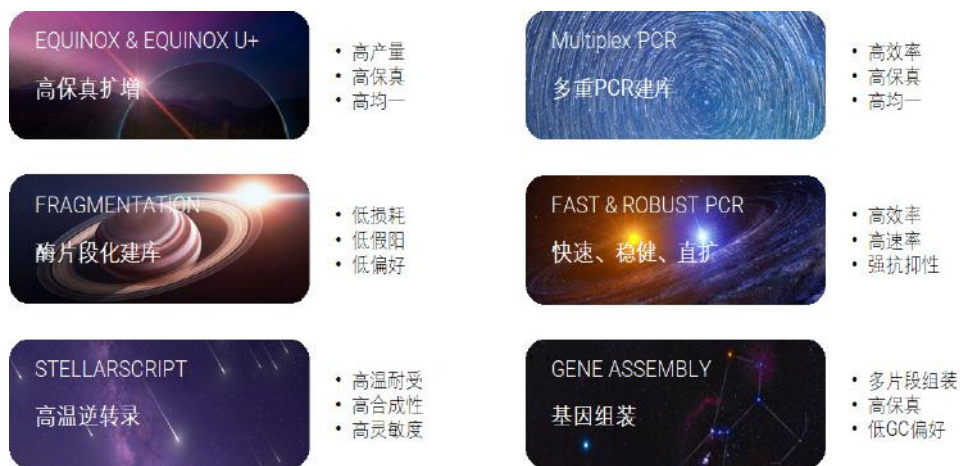 EQUINOX & EQUINOX U+
高保真扩增
• 高产量
• 高保真
• 高均一
Multiplex PCR
多重PCR建库
• 高效率
• 高保真
• 高均一
FRAGMENTATION
酶片段化建库
• 低损耗
• 低假阳
• 低偏好
FAST & ROBUST PCR
快速、稳健、直扩
• 高效率
• 高速率
• 强抗抑性
STELLARSCRIPT
高温逆转录
• 高温耐受
• 高合成性
• 高灵敏度
GENE ASSEMBLY
基因组装
• 多片段组装
• 高保真
• 低GC偏好